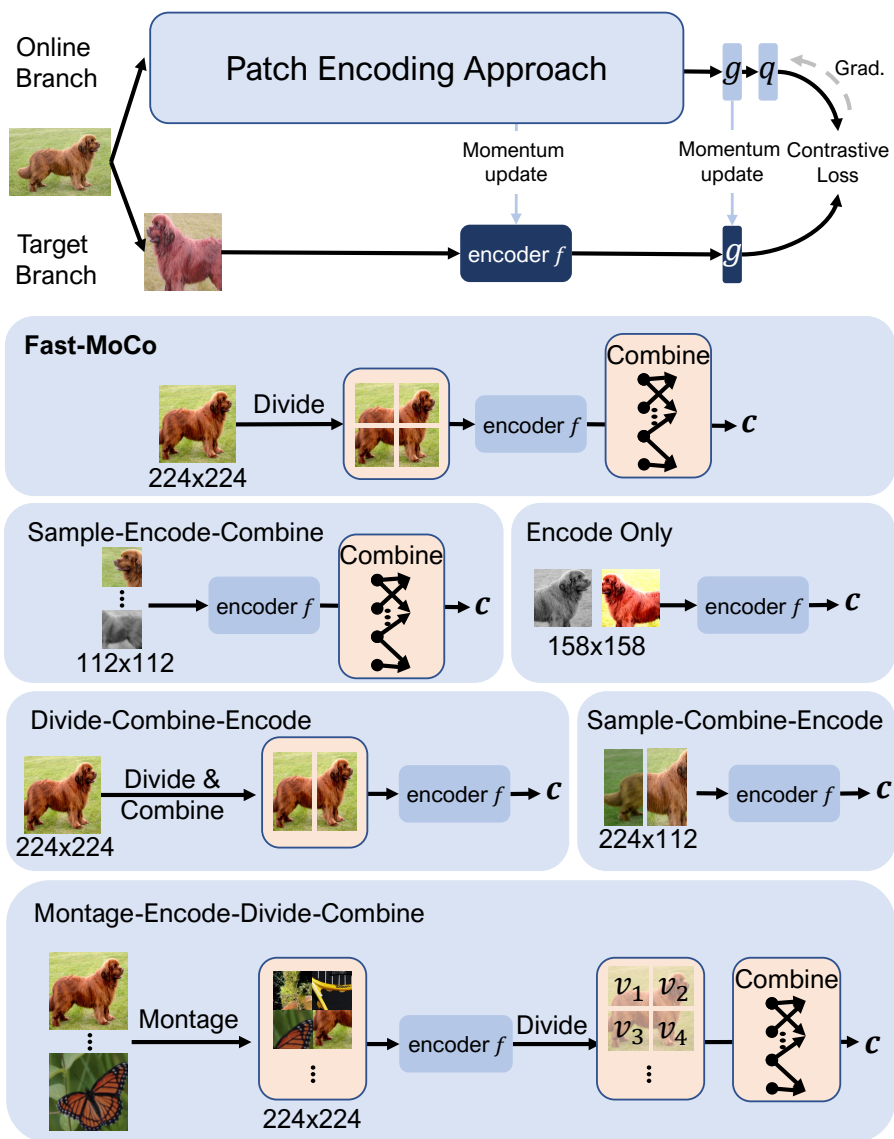 Online
Branch
Patch Encoding Approach
g
q
Grad.
Momentum
update
Momentum
update
Contrastive
Loss
Target
Branch
encoder f
g
Fast-MoCo
Divide
224x224
encoder f
Combine
c
Sample-Encode-Combine
112x112
encoder f
Combine
c
Encode Only
158x158
encoder f
c
Divide-Combine-Encode
224x224
Divide &
Combine
encoder f
c
Sample-Combine-Encode
224x112
encoder f
c
Montage-Encode-Divide-Combine
Montage
224x224
encoder f
Divide
v₁ v₂
v₃ v₄
Combine
c